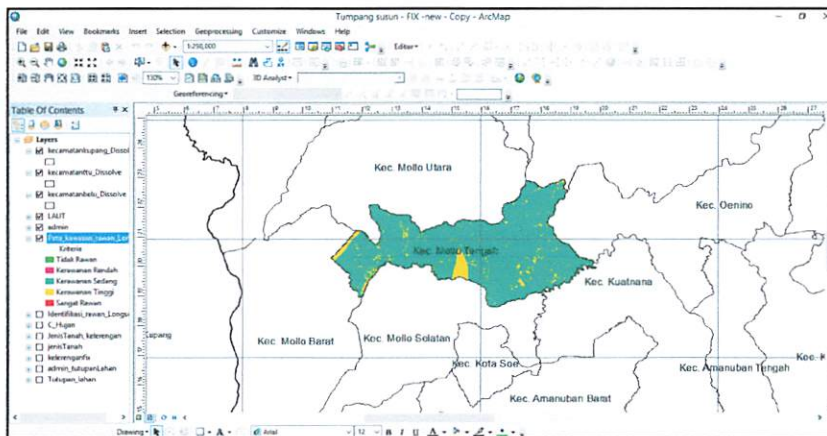 Tumpang susun - FIX -new - Copy - ArcMap
File Edit View Bookmarks Insert Selection Geoprocessing Customize Windows Help
1:250,000
Editor
130%
3D Analyst
Georeferencing
Table Of Contents
Layers
kecamatankupang_Dissol
kecamatanttu_Dissolve
kecamatanbelu_Dissolve
LAUT
admin
Peta_kawasan_rawan_Lon
Kriteria
Tidak Rawan
Kerawanan Rendah
Kerawanan Sedang
Kerawanan Tinggi
Sangat Rawan
Identifikasi_rawan_Longsu
C_Hujan
JenisTanah_kelerengan
jenisTanah
kelerenganfix
admin_tutupanLahan
Tutupan_lahan
Kec. Mollo Utara
Kec. Oenino
Kec. Mollo Tengah
Kec. Kuatnana
Kec. Mollo Barat
Kec. Mollo Selatan
Kec. Kota Soe
Kec. Amanuban Tengah
Kec. Amanuban Barat
Drawing
Arial
12
B I U A